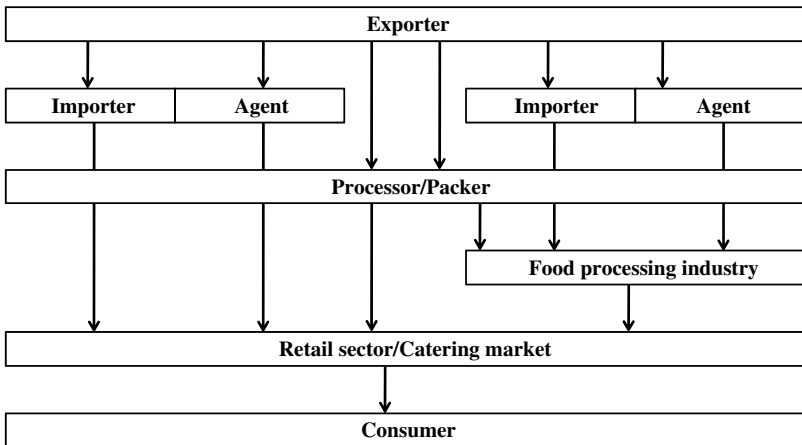 Exporter
Importer
Agent
Importer
Agent
Processor/Packer
Food processing industry
Retail sector/Catering market
Consumer